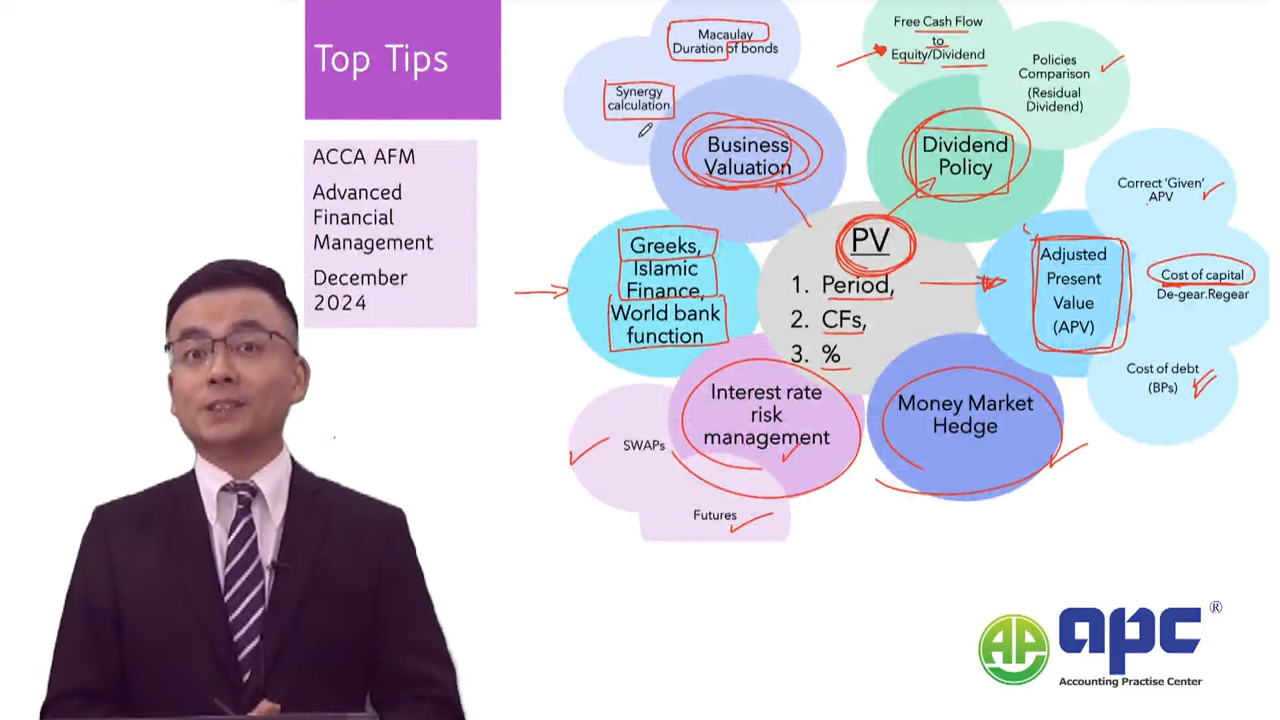 Top Tips
ACCA AFM
Advanced
Financial
Management
December
2024
Macaulay
Duration of bonds
Synergy
calculation
Business
Valuation
Free Cash Flow
to
Equity/Dividend
Policies
Comparison
(Residual
Dividend)
Dividend
Policy
Correct 'Given'
APV
Adjusted
Present
Value
(APV)
Cost of capital
De-gear.Regear
Cost of debt
(BPs)
Greeks,
Islamic
Finance,
World bank
function
PV
1. Period,
2. CFs,
3. %
Interest rate
risk
management
SWAPs
Futures
Money Market
Hedge
AP
apc®
Accounting Practise Center